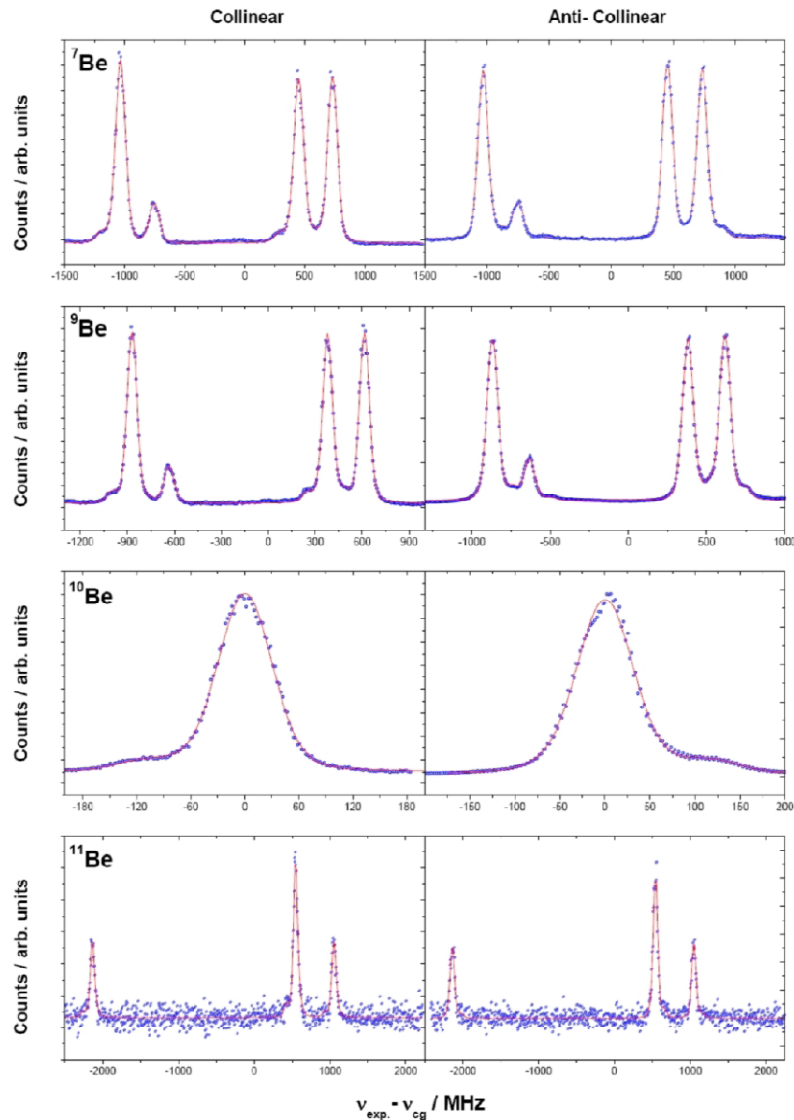 Collinear Anti- Collinear
⁷Be
Counts / arb. units
-1500 -1000 -500 0 500 1000 1500 -1000 -500 0 500 1000
⁹Be
Counts / arb. units
-1200 -900 -600 -300 0 300 600 900 -1000 -500 0 500 1000
¹⁰Be
Counts / arb. units
-180 -120 -60 0 60 120 180 -150 -100 -50 0 50 100 150 200
¹¹Be
Counts / arb. units
-2000 -1000 0 1000 2000 -2000 -1000 0 1000 2000
νexp. - νcg / MHz